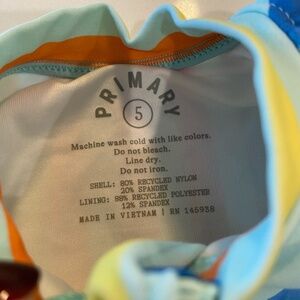 PRIMARY
5
Machine wash cold with like colors.
Do not bleach.
Line dry.
Do not iron.
SHELL: 80% RECYCLED NYLON
20% SPANDEX
LINING: 88% RECYCLED POLYESTER
12% SPANDEX
MADE IN VIETNAM | RN 145938